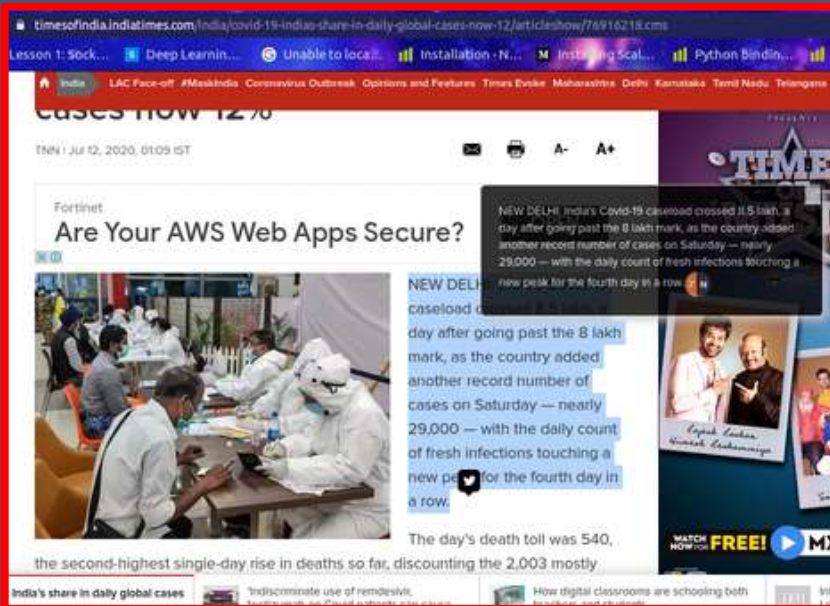 timesofindia.indiatimes.com/india/covid-19-indias-share-in-daily-global-cases-now-12/articleshow/76916218.cms
Lesson 1: Sock... Deep Learnin... Unable to loca... Installation - N... Installing Scal... Python Bindin...
India LAC Face-off #MaskIndia Coronavirus Outbreak Opinions and Features Times Evoke Maharashtra Delhi Karnataka Tamil Nadu Telangana
cases now 12%
TNN | Jul 12, 2020, 01:09 IST
A- A+
PRESENTS
TIME
Fortinet
Are Your AWS Web Apps Secure?
NEW DELHI: India's Covid-19 caseload crossed 8.5 lakh, a
day after going past the 8 lakh mark, as the country added
another record number of cases on Saturday — nearly
29,000 — with the daily count of fresh infections touching a
new peak for the fourth day in a row.
NEW DELH
caseload
day after going past the 8 lakh
mark, as the country added
another record number of
cases on Saturday — nearly
29,000 — with the daily count
of fresh infections touching a
new pe for the fourth day in
a row.
The day's death toll was 540,
the second-highest single-day rise in deaths so far, discounting the 2,003 mostly
WATCH NOW FOR FREE! MX
India's share in daily global cases
'Indiscriminate use of remdesivir,
How digital classrooms are schooling both